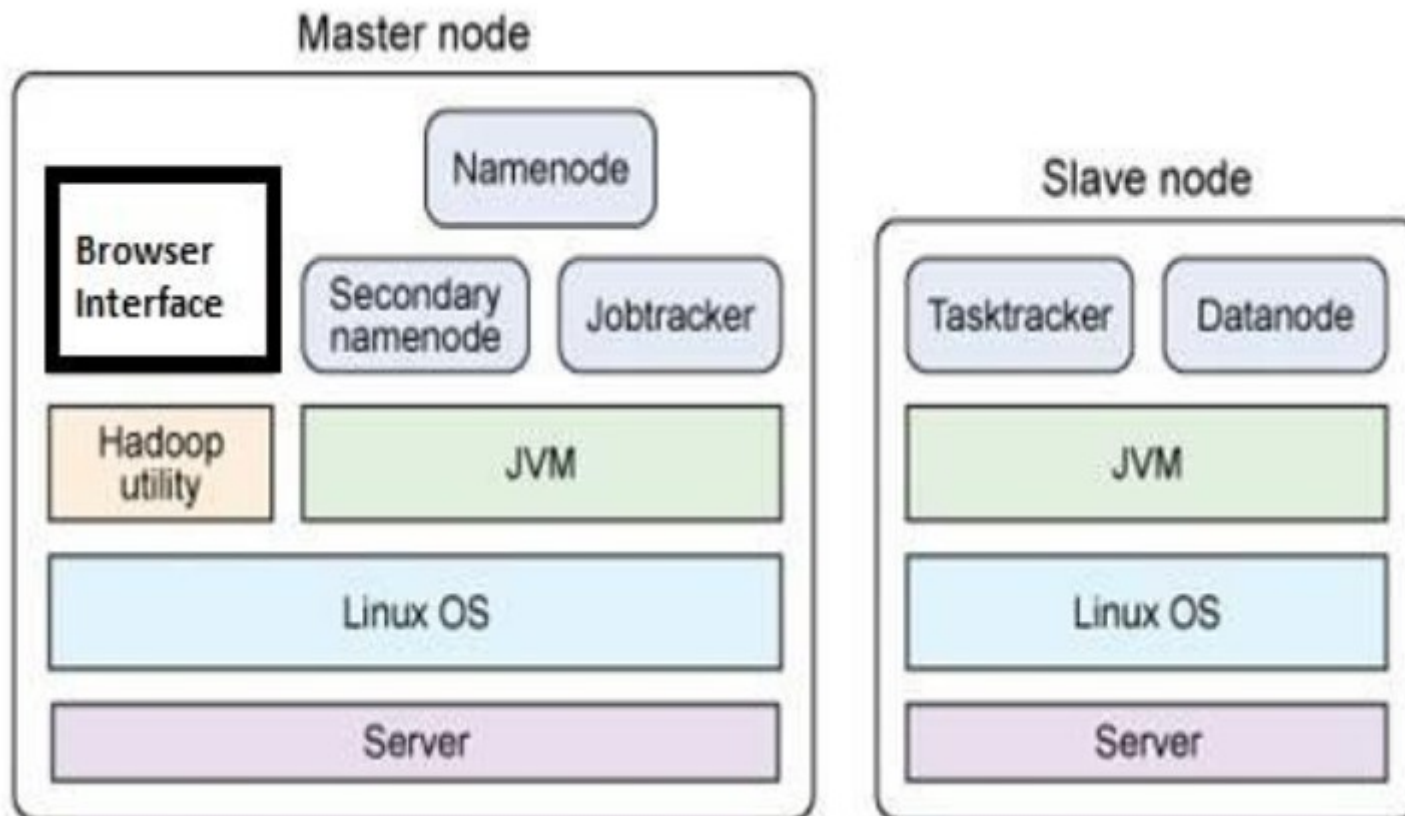 Master node
Namenode
Browser
Interface
Secondary
namenode
Jobtracker
Hadoop
utility
JVM
Linux OS
Server
Slave node
Tasktracker
Datanode
JVM
Linux OS
Server